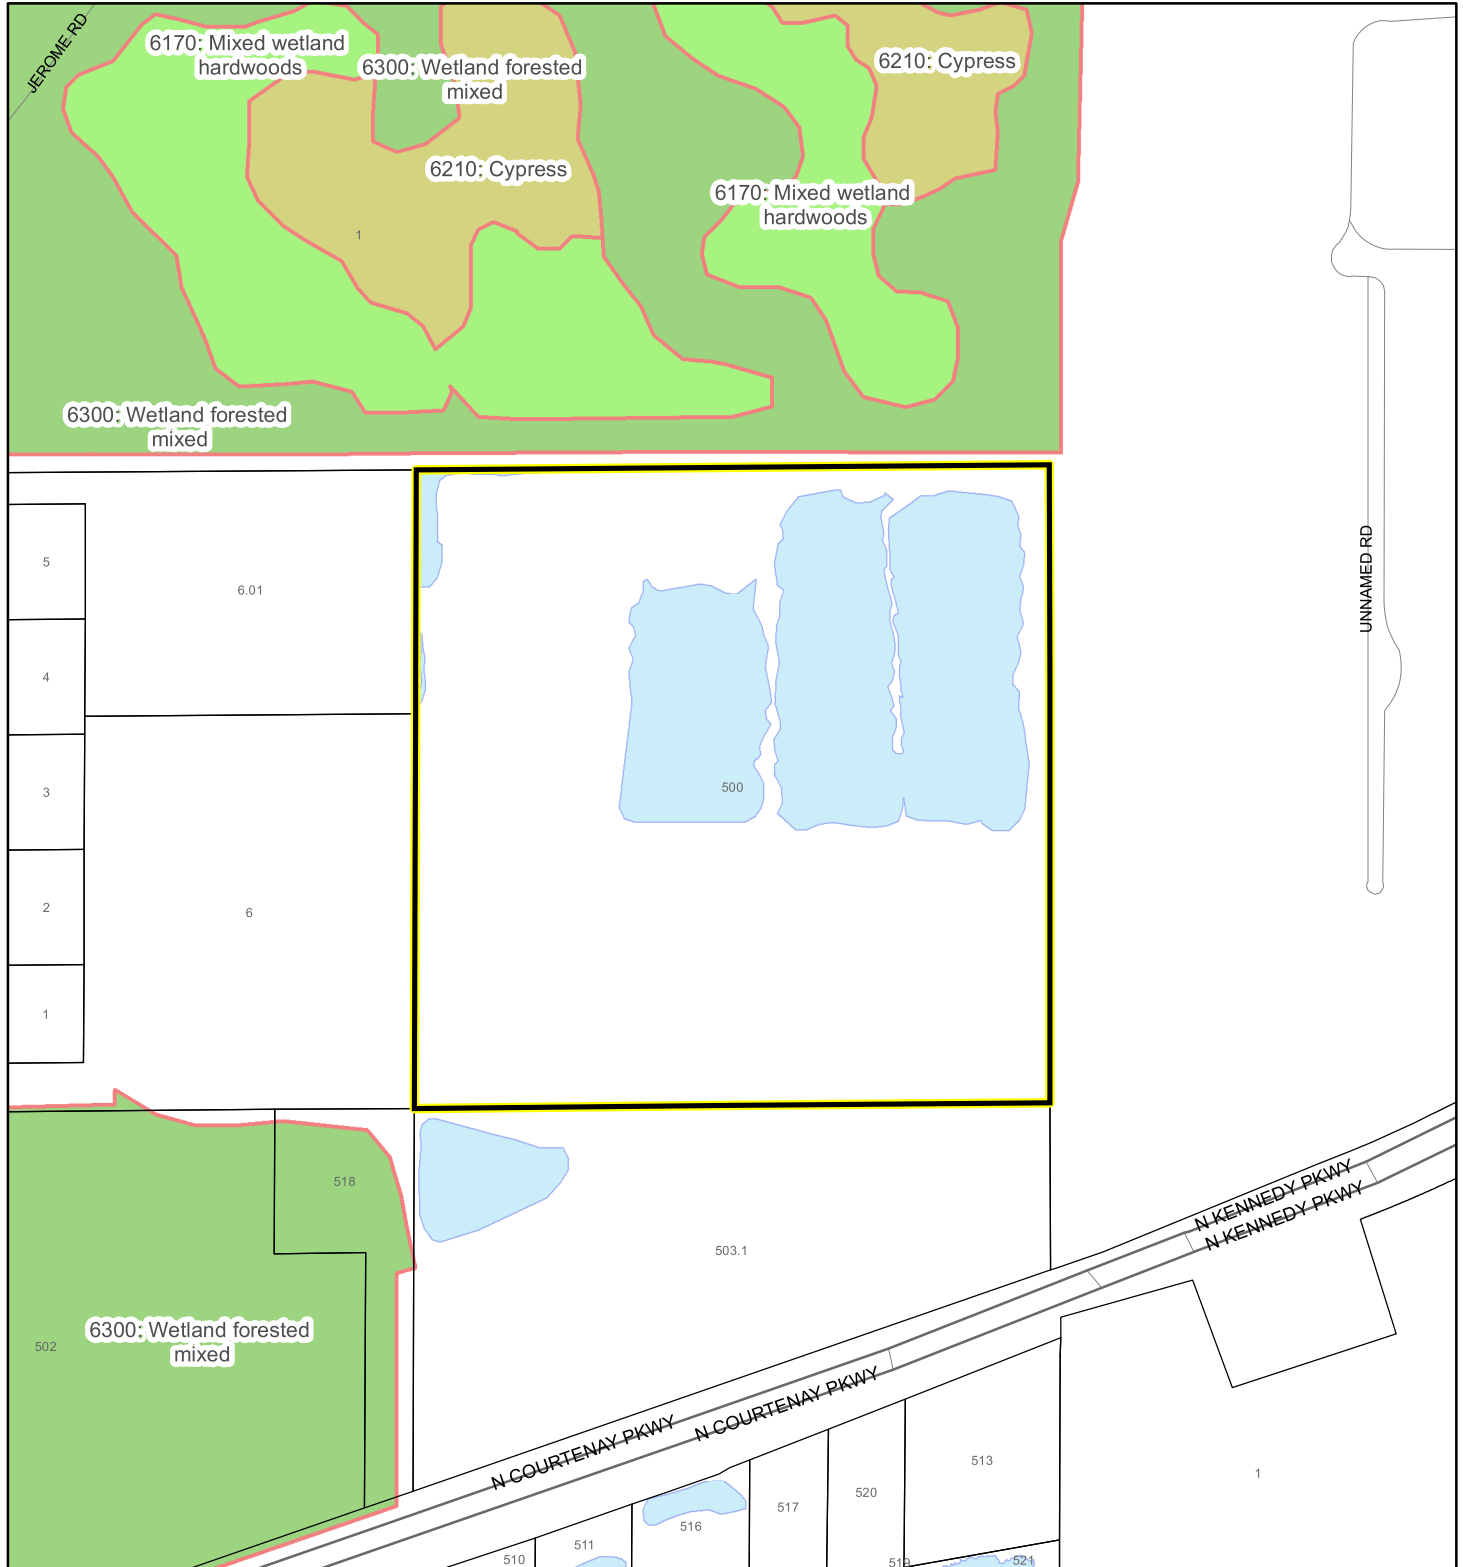 JEROME RD
6170: Mixed wetland
hardwoods
6300: Wetland forested
mixed
6210: Cypress
6210: Cypress
6170: Mixed wetland
hardwoods
1
6300: Wetland forested
mixed
5
6.01
UNNAMED RD
4
3
500
2
6
1
518
N KENNEDY PKWY
N KENNEDY PKWY
503.1
6300: Wetland forested
mixed
502
N COURTENAY PKWY
N COURTENAY PKWY
513
1
520
517
516
511
510
519
521